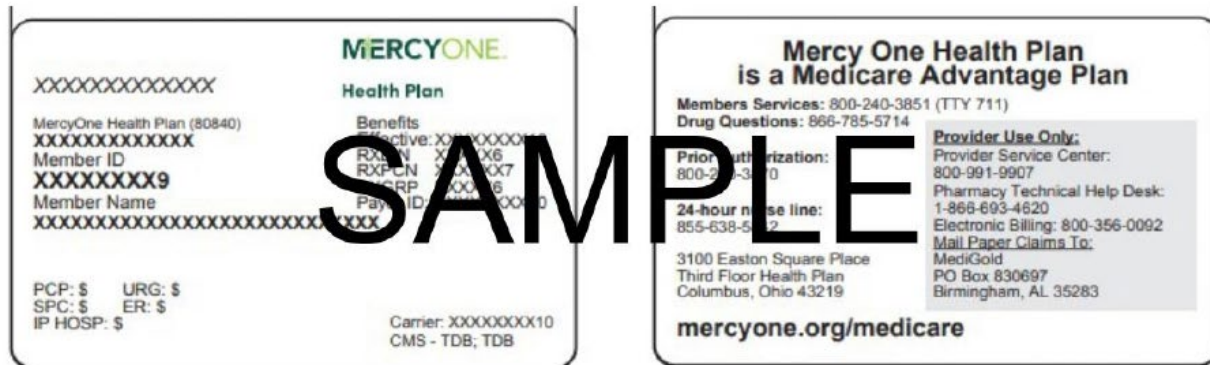 MERCYONE.
Health Plan
XXXXXXXXXXXXX
MercyOne Health Plan (80840)
XXXXXXXXXXXXX
Member ID
XXXXXXXX9
Member Name
Benefits
RXPCN
PCP: $ URG: $
SPC: $ ER: $
IP HOSP: $
Carrier: XXXXXXXX10
CMS - TDB; TDB
SAMPLE
Mercy One Health Plan
is a Medicare Advantage Plan
Members Services: 800-240-3851 (TTY 711)
Drug Questions: 866-785-5714
Prior
24-hour
3100 Easton Square Place
Third Floor Health Plan
Columbus, Ohio 43219
Provider Use Only:
Provider Service Center:
800-991-9907
Pharmacy Technical Help Desk:
1-866-693-4620
Electronic Billing: 800-356-0092
Mail Paper Claims To:
MediGold
PO Box 830697
Birmingham, AL 35283
mercyone.org/medicare